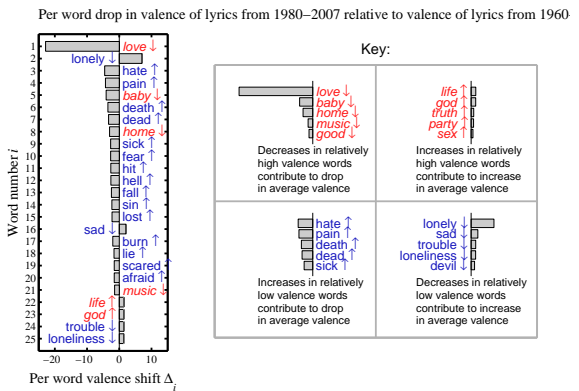 Per word drop in valence of lyrics from 1980−2007 relative to valence of lyrics from 1960−
Word number i
1 love ↓
2 lonely ↓
3 hate ↑
4 pain ↑
5 baby ↓
6 death ↑
7 dead ↑
8 home ↓
9 sick ↑
10 fear ↑
11 hit ↑
12 hell ↑
13 fall ↑
14 sin ↑
15 lost ↑
16 sad ↓
17 burn ↑
18 lie ↑
19 scared ↑
20 afraid ↑
21 music ↓
22 life ↑
23 god ↑
24 trouble ↓
25 loneliness ↓
−20 −10 0 10
Per word valence shift Δi
Key:
love ↓
baby ↓
home ↓
music ↓
good ↓
Decreases in relatively
high valence words
contribute to drop
in average valence
life ↑
god ↑
truth ↑
party ↑
sex ↑
Increases in relatively
high valence words
contribute to increase
in average valence
hate ↑
pain ↑
death ↑
dead ↑
sick ↑
Increases in relatively
low valence words
contribute to drop
in average valence
lonely ↓
sad ↓
trouble ↓
loneliness ↓
devil ↓
Decreases in relatively
low valence words
contribute to increase
in average valence